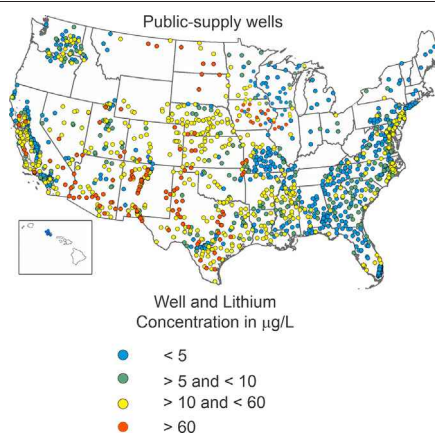 Public-supply wells
Well and Lithium
Concentration in µg/L
< 5
> 5 and < 10
> 10 and < 60
> 60